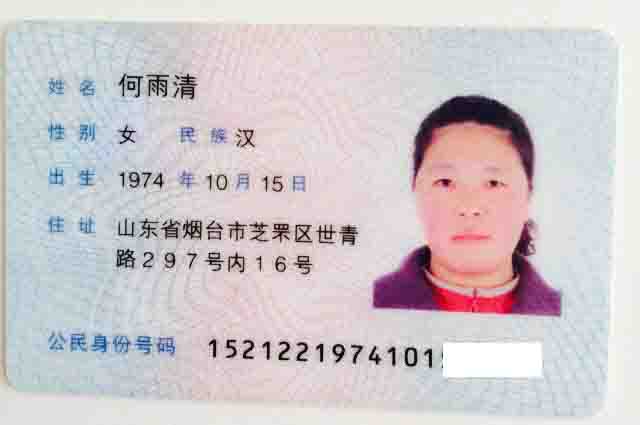 姓名 何雨清
性别 女 民族 汉
出生 1974 年 10 月 15 日
住址 山东省烟台市芝罘区世青
路297号内16号
公民身份号码 15212219741015